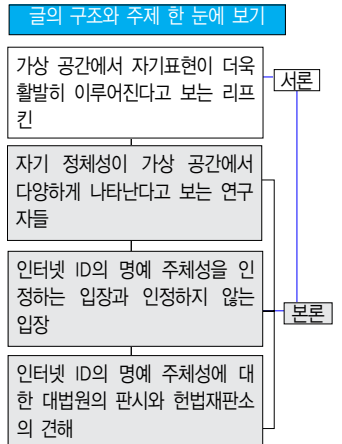 글의 구조와 주제 한 눈에 보기
가상 공간에서 자기표현이 더욱
활발히 이루어진다고 보는 리프
킨
서론
자기 정체성이 가상 공간에서
다양하게 나타난다고 보는 연구
자들
인터넷 ID의 명예 주체성을 인
정하는 입장과 인정하지 않는
입장
본론
인터넷 ID의 명예 주체성에 대
한 대법원의 판시와 헌법재판소
의 견해